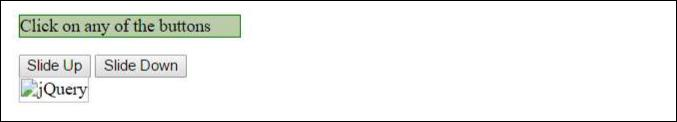 Click on any of the buttons
Slide Up Slide Down
jQuery